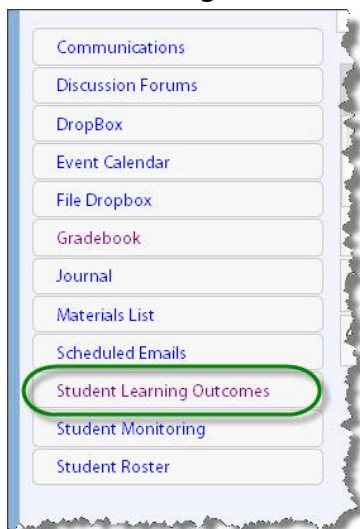 Communications
Discussion Forums
DropBox
Event Calendar
File Dropbox
Gradebook
Journal
Materials List
Scheduled Emails
Student Learning Outcomes
Student Monitoring
Student Roster